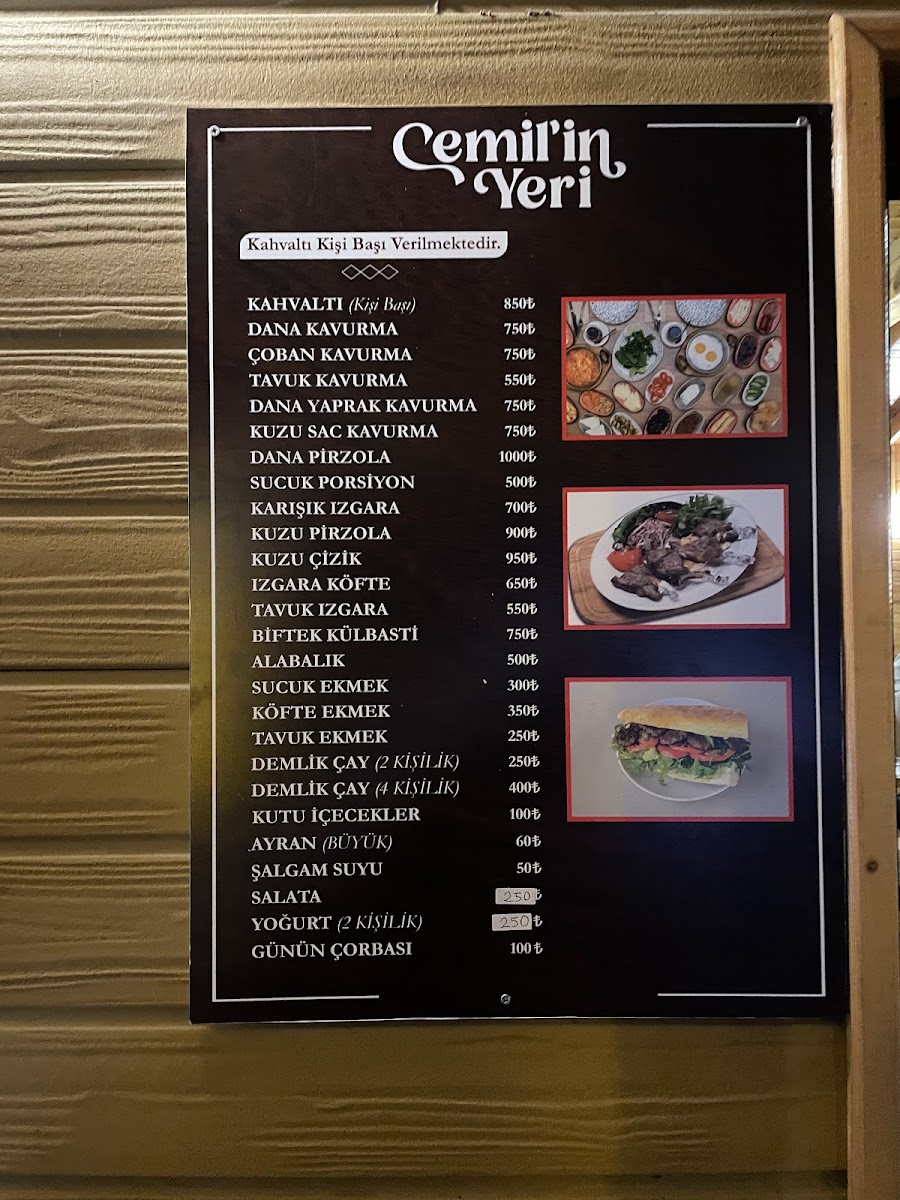 Cemil'in
Yeri
Kahvaltı Kişi Başı Verilmektedir.
KAHVALTI (Kişi Başı) 850₺
DANA KAVURMA 750₺
ÇOBAN KAVURMA 750₺
TAVUK KAVURMA 550₺
DANA YAPRAK KAVURMA 750₺
KUZU SAC KAVURMA 750₺
DANA PİRZOLA 1000₺
SUCUK PORSİYON 500₺
KARIŞIK IZGARA 700₺
KUZU PİRZOLA 900₺
KUZU ÇİZİK 950₺
IZGARA KÖFTE 650₺
TAVUK IZGARA 550₺
BİFTEK KÜLBASTİ 750₺
ALABALIK 500₺
SUCUK EKMEK 300₺
KÖFTE EKMEK 350₺
TAVUK EKMEK 250₺
DEMLİK ÇAY (2 KİŞİLİK) 250₺
DEMLİK ÇAY (4 KİŞİLİK) 400₺
KUTU İÇECEKLER 100₺
AYRAN (BÜYÜK) 60₺
ŞALGAM SUYU 50₺
SALATA 250₺
YOĞURT (2 KİŞİLİK) 250₺
GÜNÜN ÇORBASI 100₺